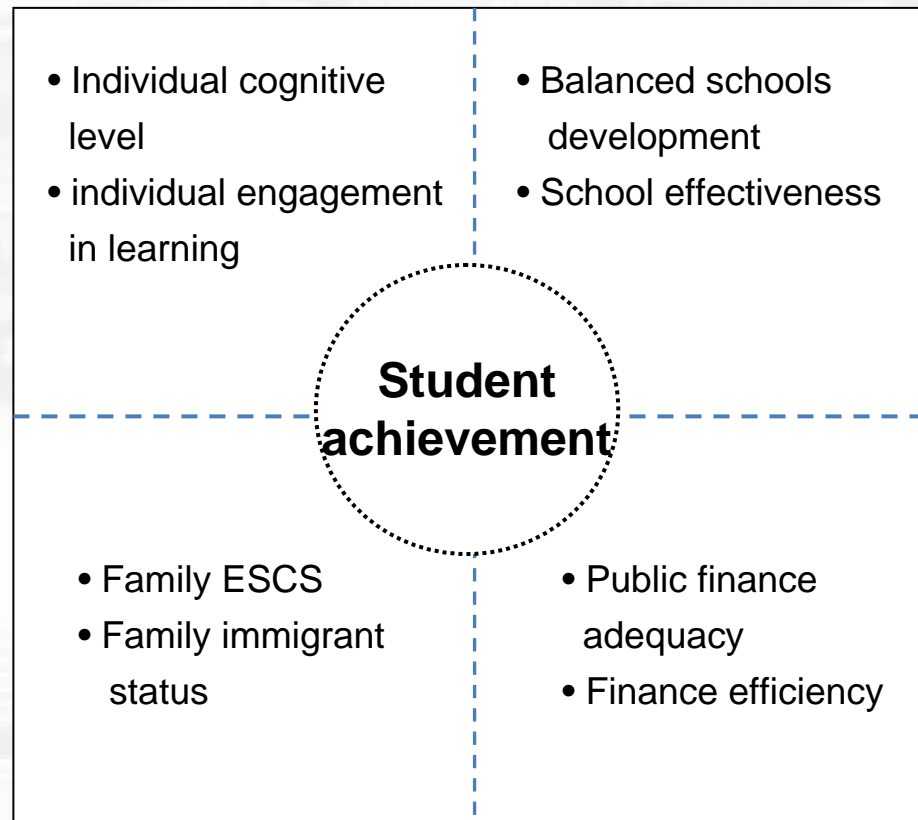 • Individual cognitive
level
• individual engagement
in learning
• Balanced schools
development
• School effectiveness
Student
achievement
• Family ESCS
• Family immigrant
status
• Public finance
adequacy
• Finance efficiency